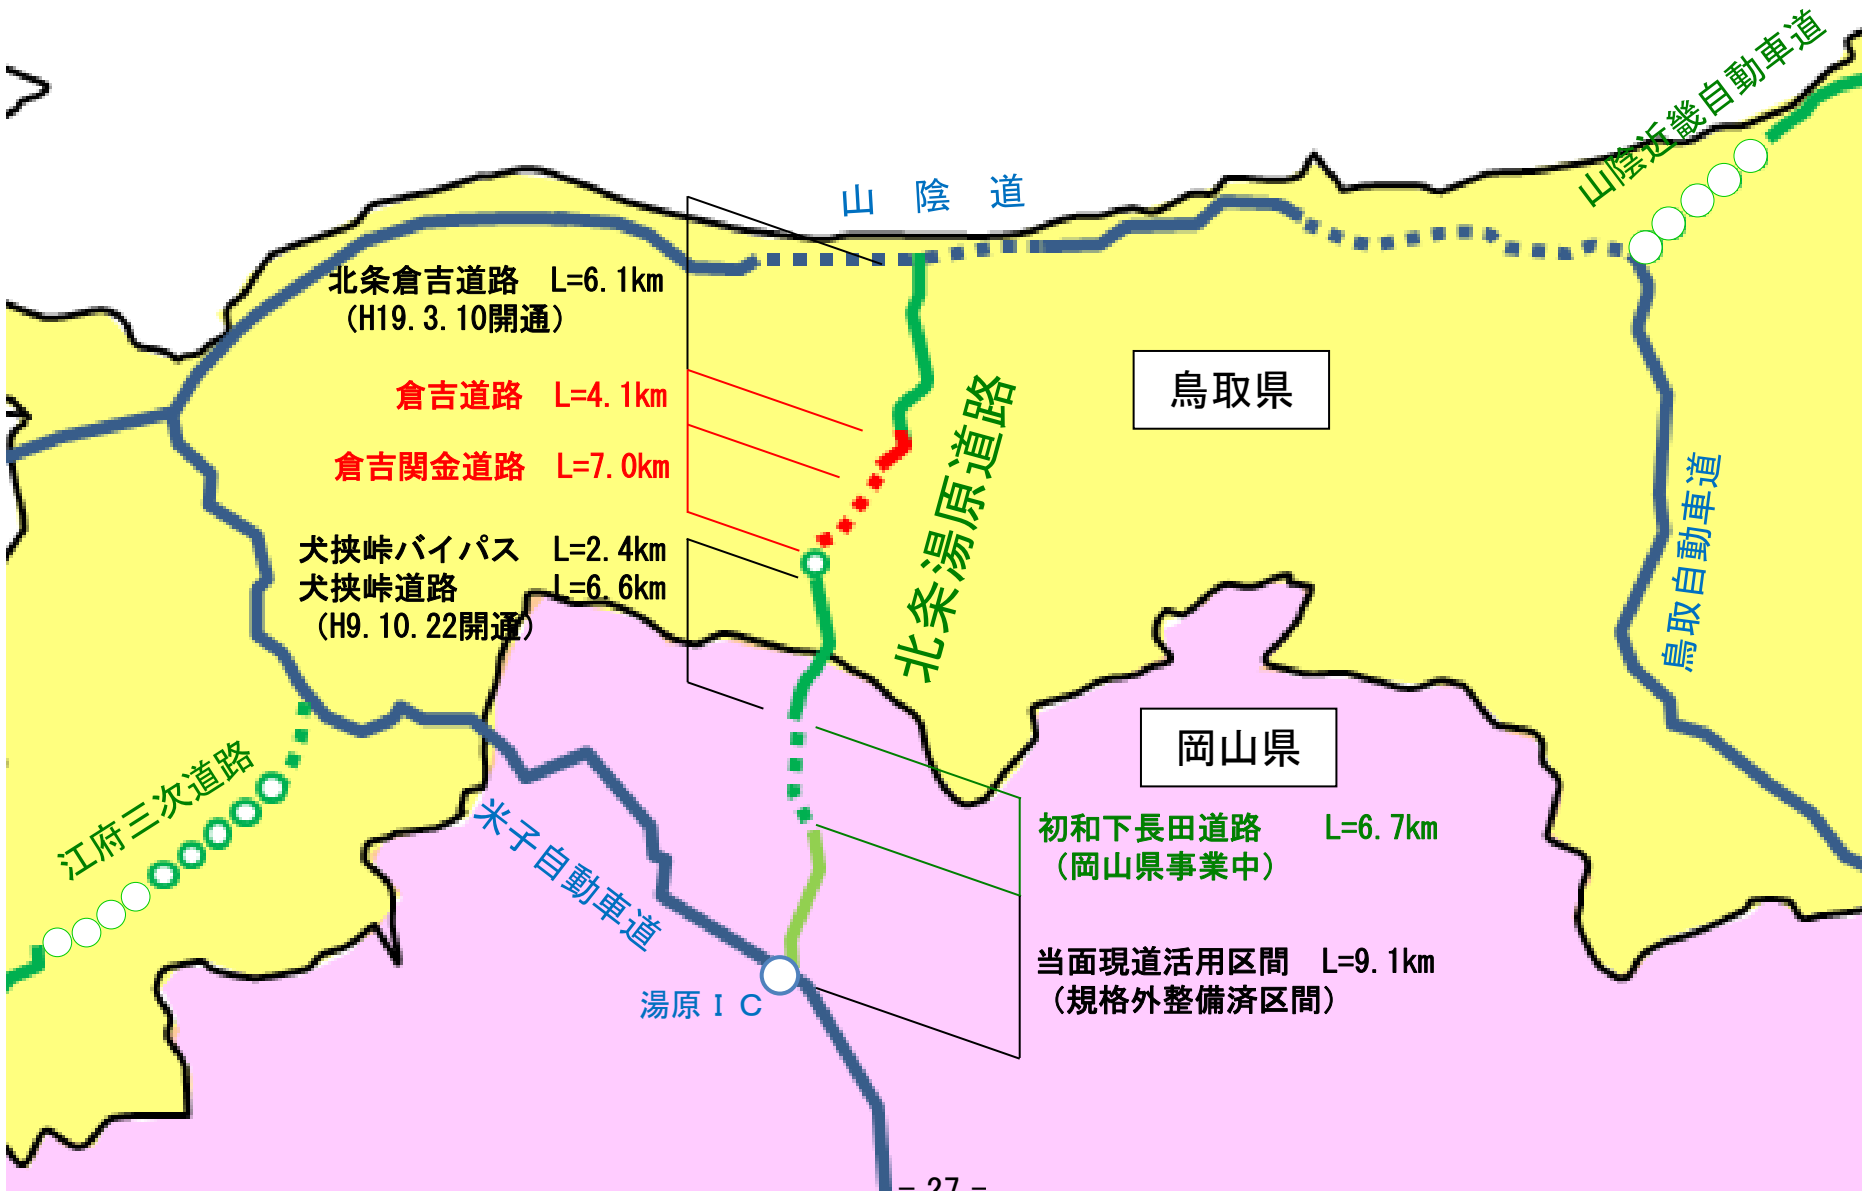 山陰近畿自動車道
山　陰　道
北条倉吉道路　L=6.1km
（H19.3.10開通）
倉吉道路　L=4.1km
鳥取県
倉吉関金道路　L=7.0km
北条湯原道路
鳥取自動車道
犬挟峠バイパス　L=2.4km
犬挟峠道路　　　L=6.6km
（H9.10.22開通）
岡山県
江府三次道路
米子自動車道
初和下長田道路　　L=6.7km
（岡山県事業中）
当面現道活用区間　L=9.1km
（規格外整備済区間）
湯原ＩＣ
- 27 -